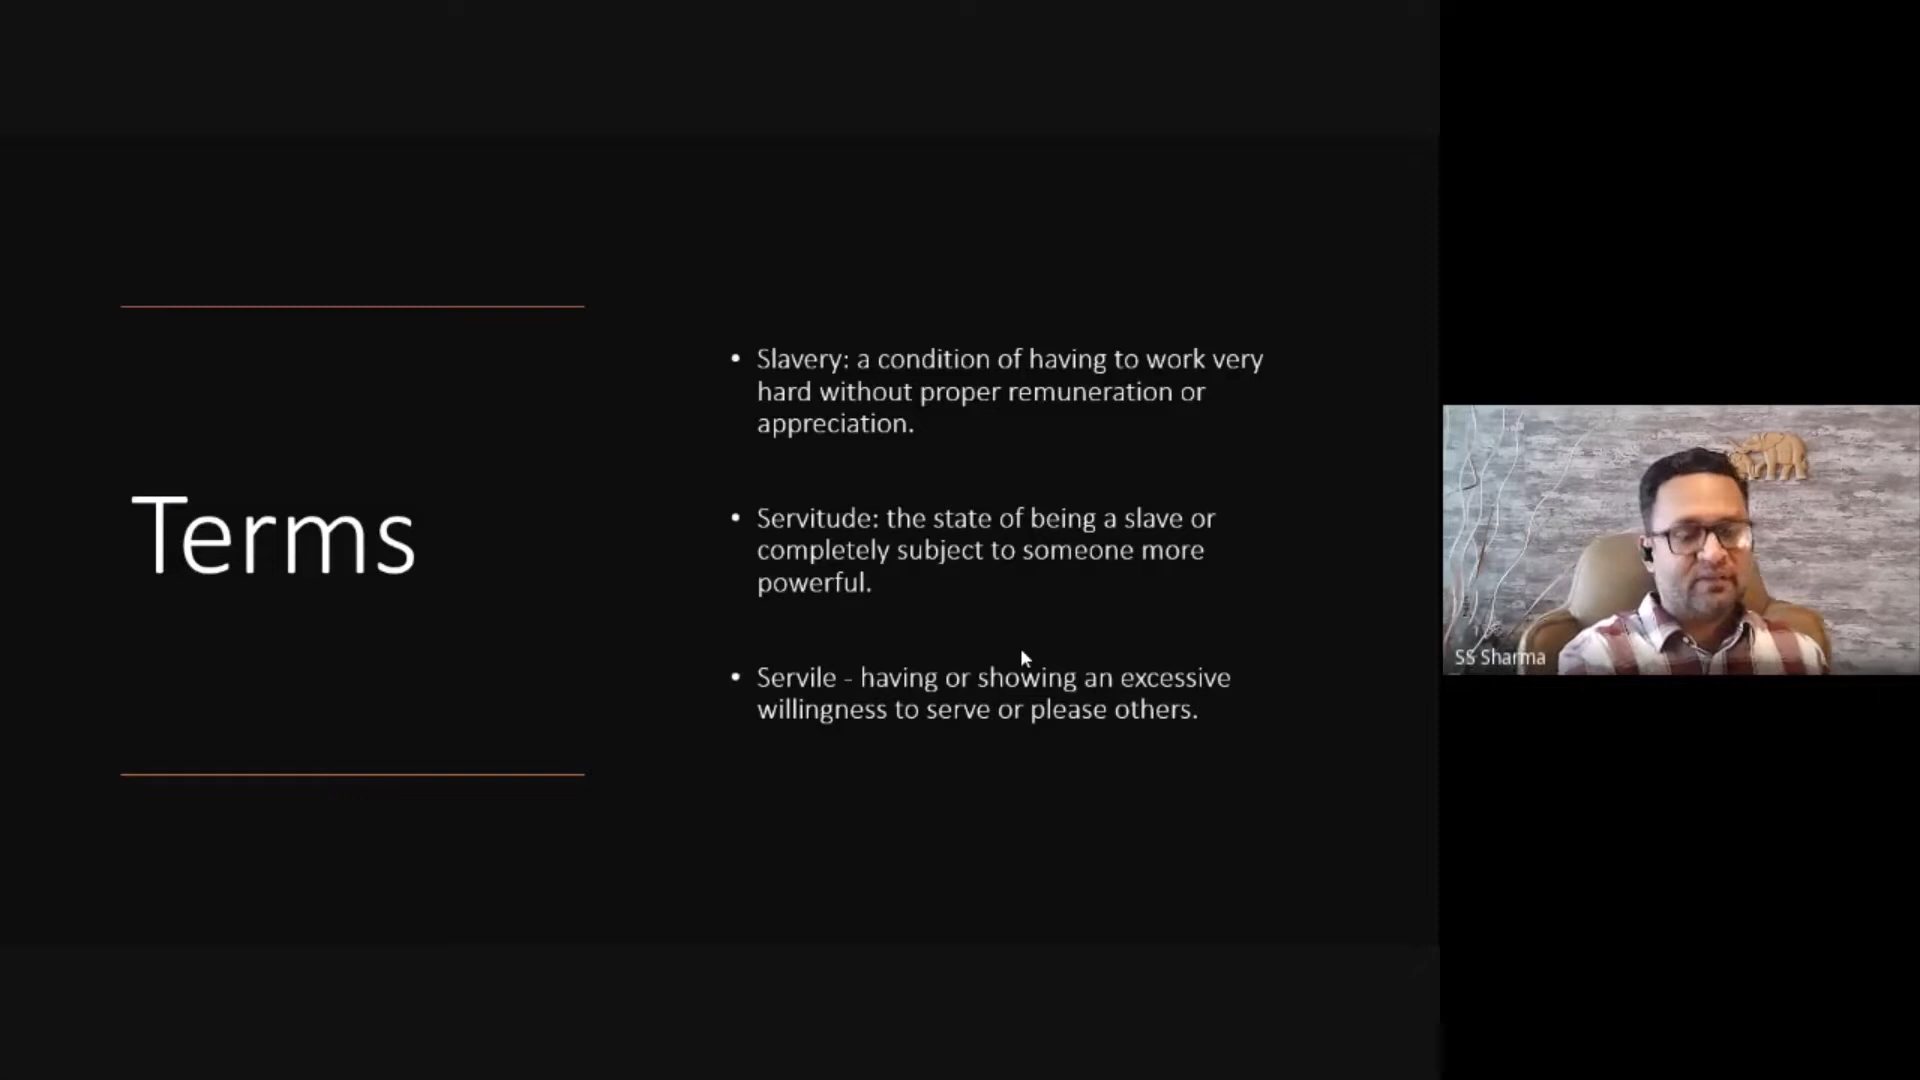 Terms
• Slavery: a condition of having to work very
hard without proper remuneration or
appreciation.
• Servitude: the state of being a slave or
completely subject to someone more
powerful.
• Servile - having or showing an excessive
willingness to serve or please others.
SS Sharma